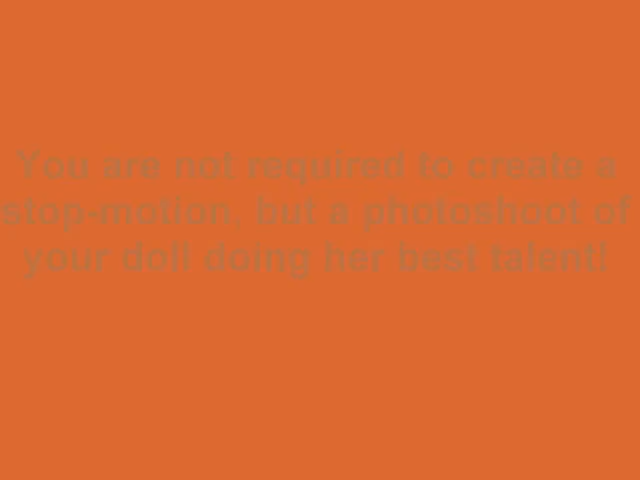 You are not required to create a
stop-motion, but a photoshoot of
your doll doing her best talent!